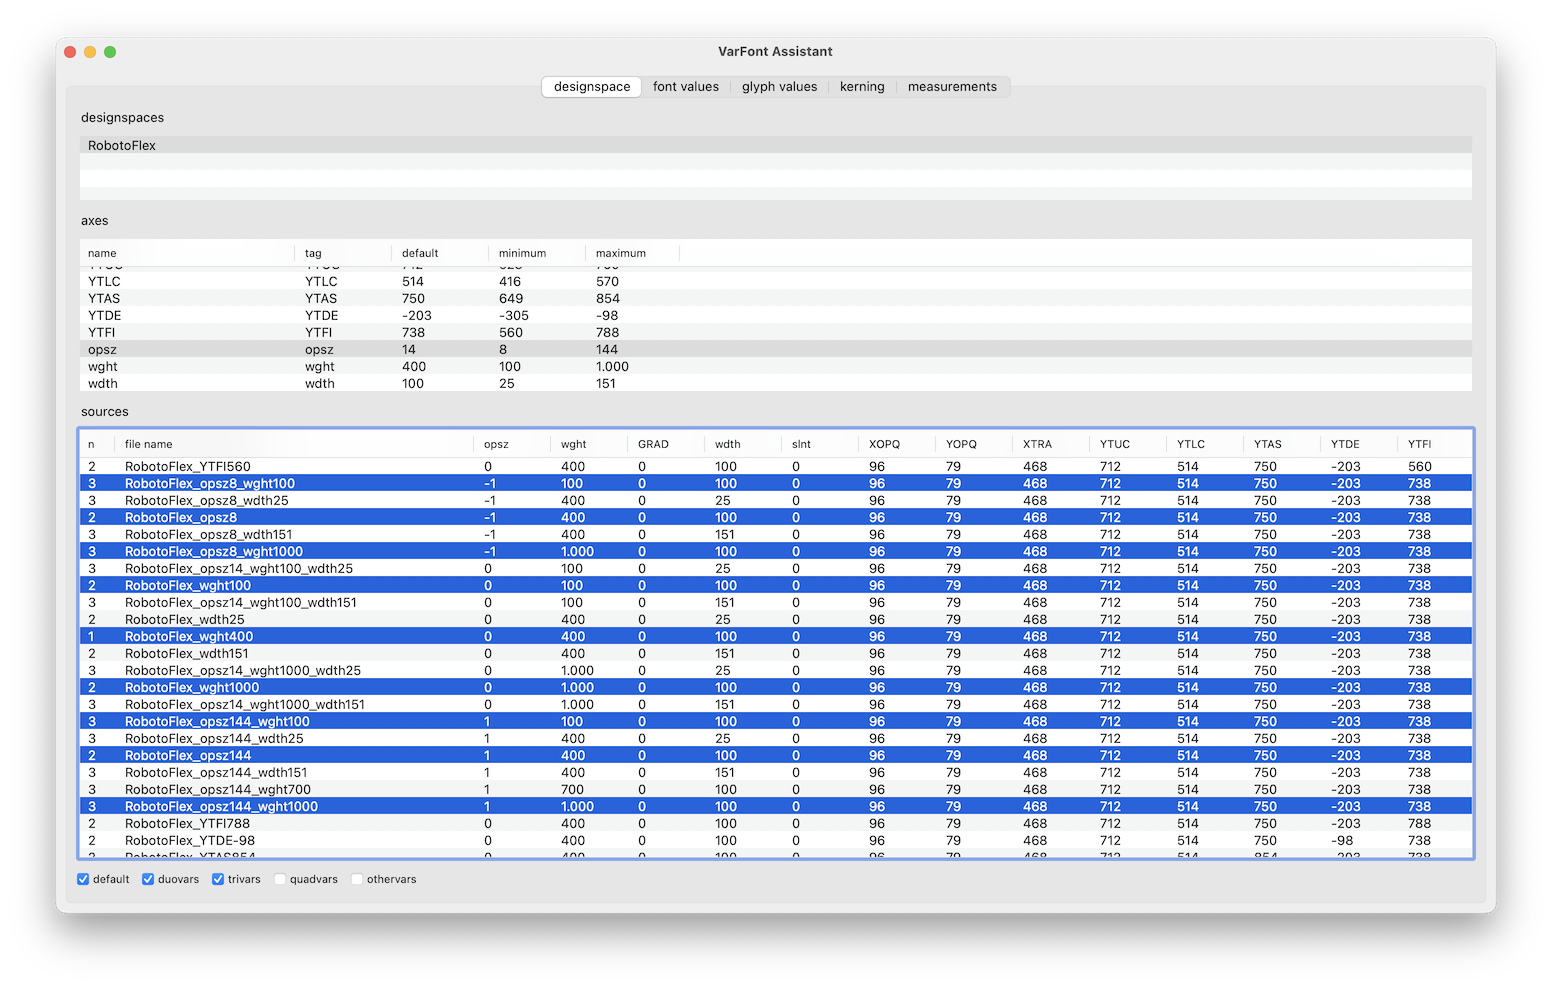 VarFont Assistant
designspace font values glyph values kerning measurements
designspaces
RobotoFlex
axes
name tag default minimum maximum
YTLC YTLC 514 416 570
YTAS YTAS 750 649 854
YTDE YTDE -203 -305 -98
YTFI YTFI 738 560 788
opsz opsz 14 8 144
wght wght 400 100 1.000
wdth wdth 100 25 151
sources
n file name opsz wght GRAD wdth slnt XOPQ YOPQ XTRA YTUC YTLC YTAS YTDE YTFI
2 RobotoFlex_YTFI560 0 400 0 100 0 96 79 468 712 514 750 -203 560
3 RobotoFlex_opsz8_wght100 -1 100 0 100 0 96 79 468 712 514 750 -203 738
3 RobotoFlex_opsz8_wdth25 -1 400 0 25 0 96 79 468 712 514 750 -203 738
2 RobotoFlex_opsz8 -1 400 0 100 0 96 79 468 712 514 750 -203 738
3 RobotoFlex_opsz8_wdth151 -1 400 0 151 0 96 79 468 712 514 750 -203 738
3 RobotoFlex_opsz8_wght1000 -1 1.000 0 100 0 96 79 468 712 514 750 -203 738
3 RobotoFlex_opsz14_wght100_wdth25 0 100 0 25 0 96 79 468 712 514 750 -203 738
2 RobotoFlex_wght100 0 100 0 100 0 96 79 468 712 514 750 -203 738
3 RobotoFlex_opsz14_wght100_wdth151 0 100 0 151 0 96 79 468 712 514 750 -203 738
2 RobotoFlex_wdth25 0 400 0 25 0 96 79 468 712 514 750 -203 738
1 RobotoFlex_wght400 0 400 0 100 0 96 79 468 712 514 750 -203 738
2 RobotoFlex_wdth151 0 400 0 151 0 96 79 468 712 514 750 -203 738
3 RobotoFlex_opsz14_wght1000_wdth25 0 1.000 0 25 0 96 79 468 712 514 750 -203 738
2 RobotoFlex_wght1000 0 1.000 0 100 0 96 79 468 712 514 750 -203 738
3 RobotoFlex_opsz14_wght1000_wdth151 0 1.000 0 151 0 96 79 468 712 514 750 -203 738
3 RobotoFlex_opsz144_wght100 1 100 0 100 0 96 79 468 712 514 750 -203 738
3 RobotoFlex_opsz144_wdth25 1 400 0 25 0 96 79 468 712 514 750 -203 738
2 RobotoFlex_opsz144 1 400 0 100 0 96 79 468 712 514 750 -203 738
3 RobotoFlex_opsz144_wdth151 1 400 0 151 0 96 79 468 712 514 750 -203 738
3 RobotoFlex_opsz144_wght700 1 700 0 100 0 96 79 468 712 514 750 -203 738
3 RobotoFlex_opsz144_wght1000 1 1.000 0 100 0 96 79 468 712 514 750 -203 738
2 RobotoFlex_YTFI788 0 400 0 100 0 96 79 468 712 514 750 -203 788
2 RobotoFlex_YTDE-98 0 400 0 100 0 96 79 468 712 514 750 -98 738
2 RobotoFlex_YTAS854 0 400 0 100 0 96 79 468 712 514 854 -203 738
default duovars trivars quadvars othervars